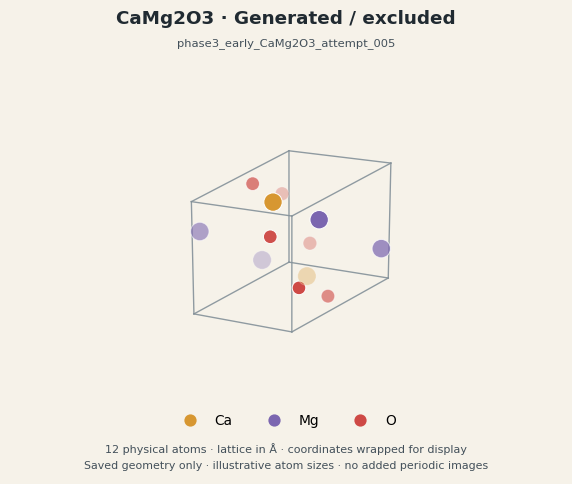 CaMg2O3 · Generated / excluded
phase3_early_CaMg2O3_attempt_005
Ca Mg O
12 physical atoms · lattice in Å · coordinates wrapped for display
Saved geometry only · illustrative atom sizes · no added periodic images